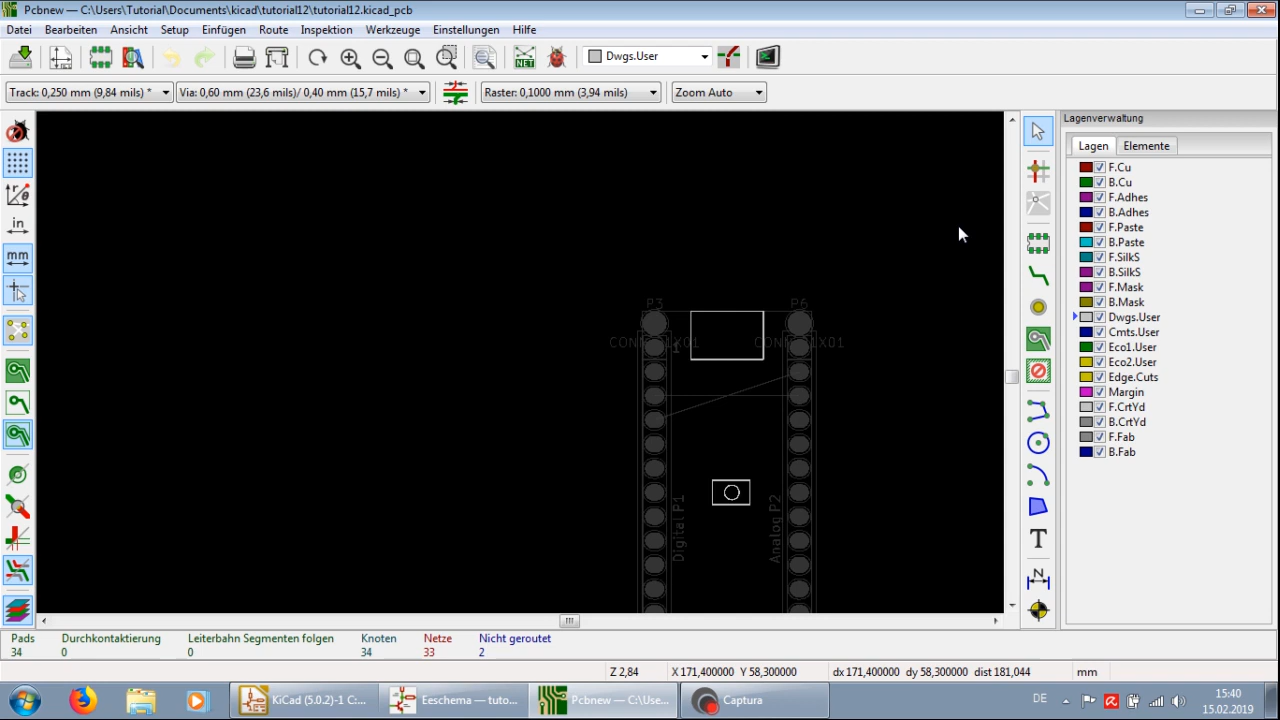 Pcbnew — C:\Users\Tutorial\Documents\kicad\tutorial12\tutorial12.kicad_pcb
Datei Bearbeiten Ansicht Setup Einfügen Route Inspektion Werkzeuge Einstellungen Hilfe
NET
Dwgs.User
Track: 0,250 mm (9,84 mils) *
Via: 0,60 mm (23,6 mils)/ 0,40 mm (15,7 mils) *
Raster: 0,1000 mm (3,94 mils)
Zoom Auto
in
mm
P3
P6
1
Digital P1
Analog P2
T
N
Lagenverwaltung
Lagen Elemente
F.Cu
B.Cu
F.Adhes
B.Adhes
F.Paste
B.Paste
F.SilkS
B.SilkS
F.Mask
B.Mask
Dwgs.User
Cmts.User
Eco1.User
Eco2.User
Edge.Cuts
Margin
F.CrtYd
B.CrtYd
F.Fab
B.Fab
Pads Durchkontaktierung Leiterbahn Segmenten folgen Knoten Netze Nicht geroutet
34 0 0 34 33 2
Z 2,84 X 171,400000 Y 58,300000 dx 171,400000 dy 58,300000 dist 181,044 mm
KiCad (5.0.2)-1 C:...
Eeschema — tuto...
Pcbnew — C:\Use...
Captura
DE
15:40
15.02.2019